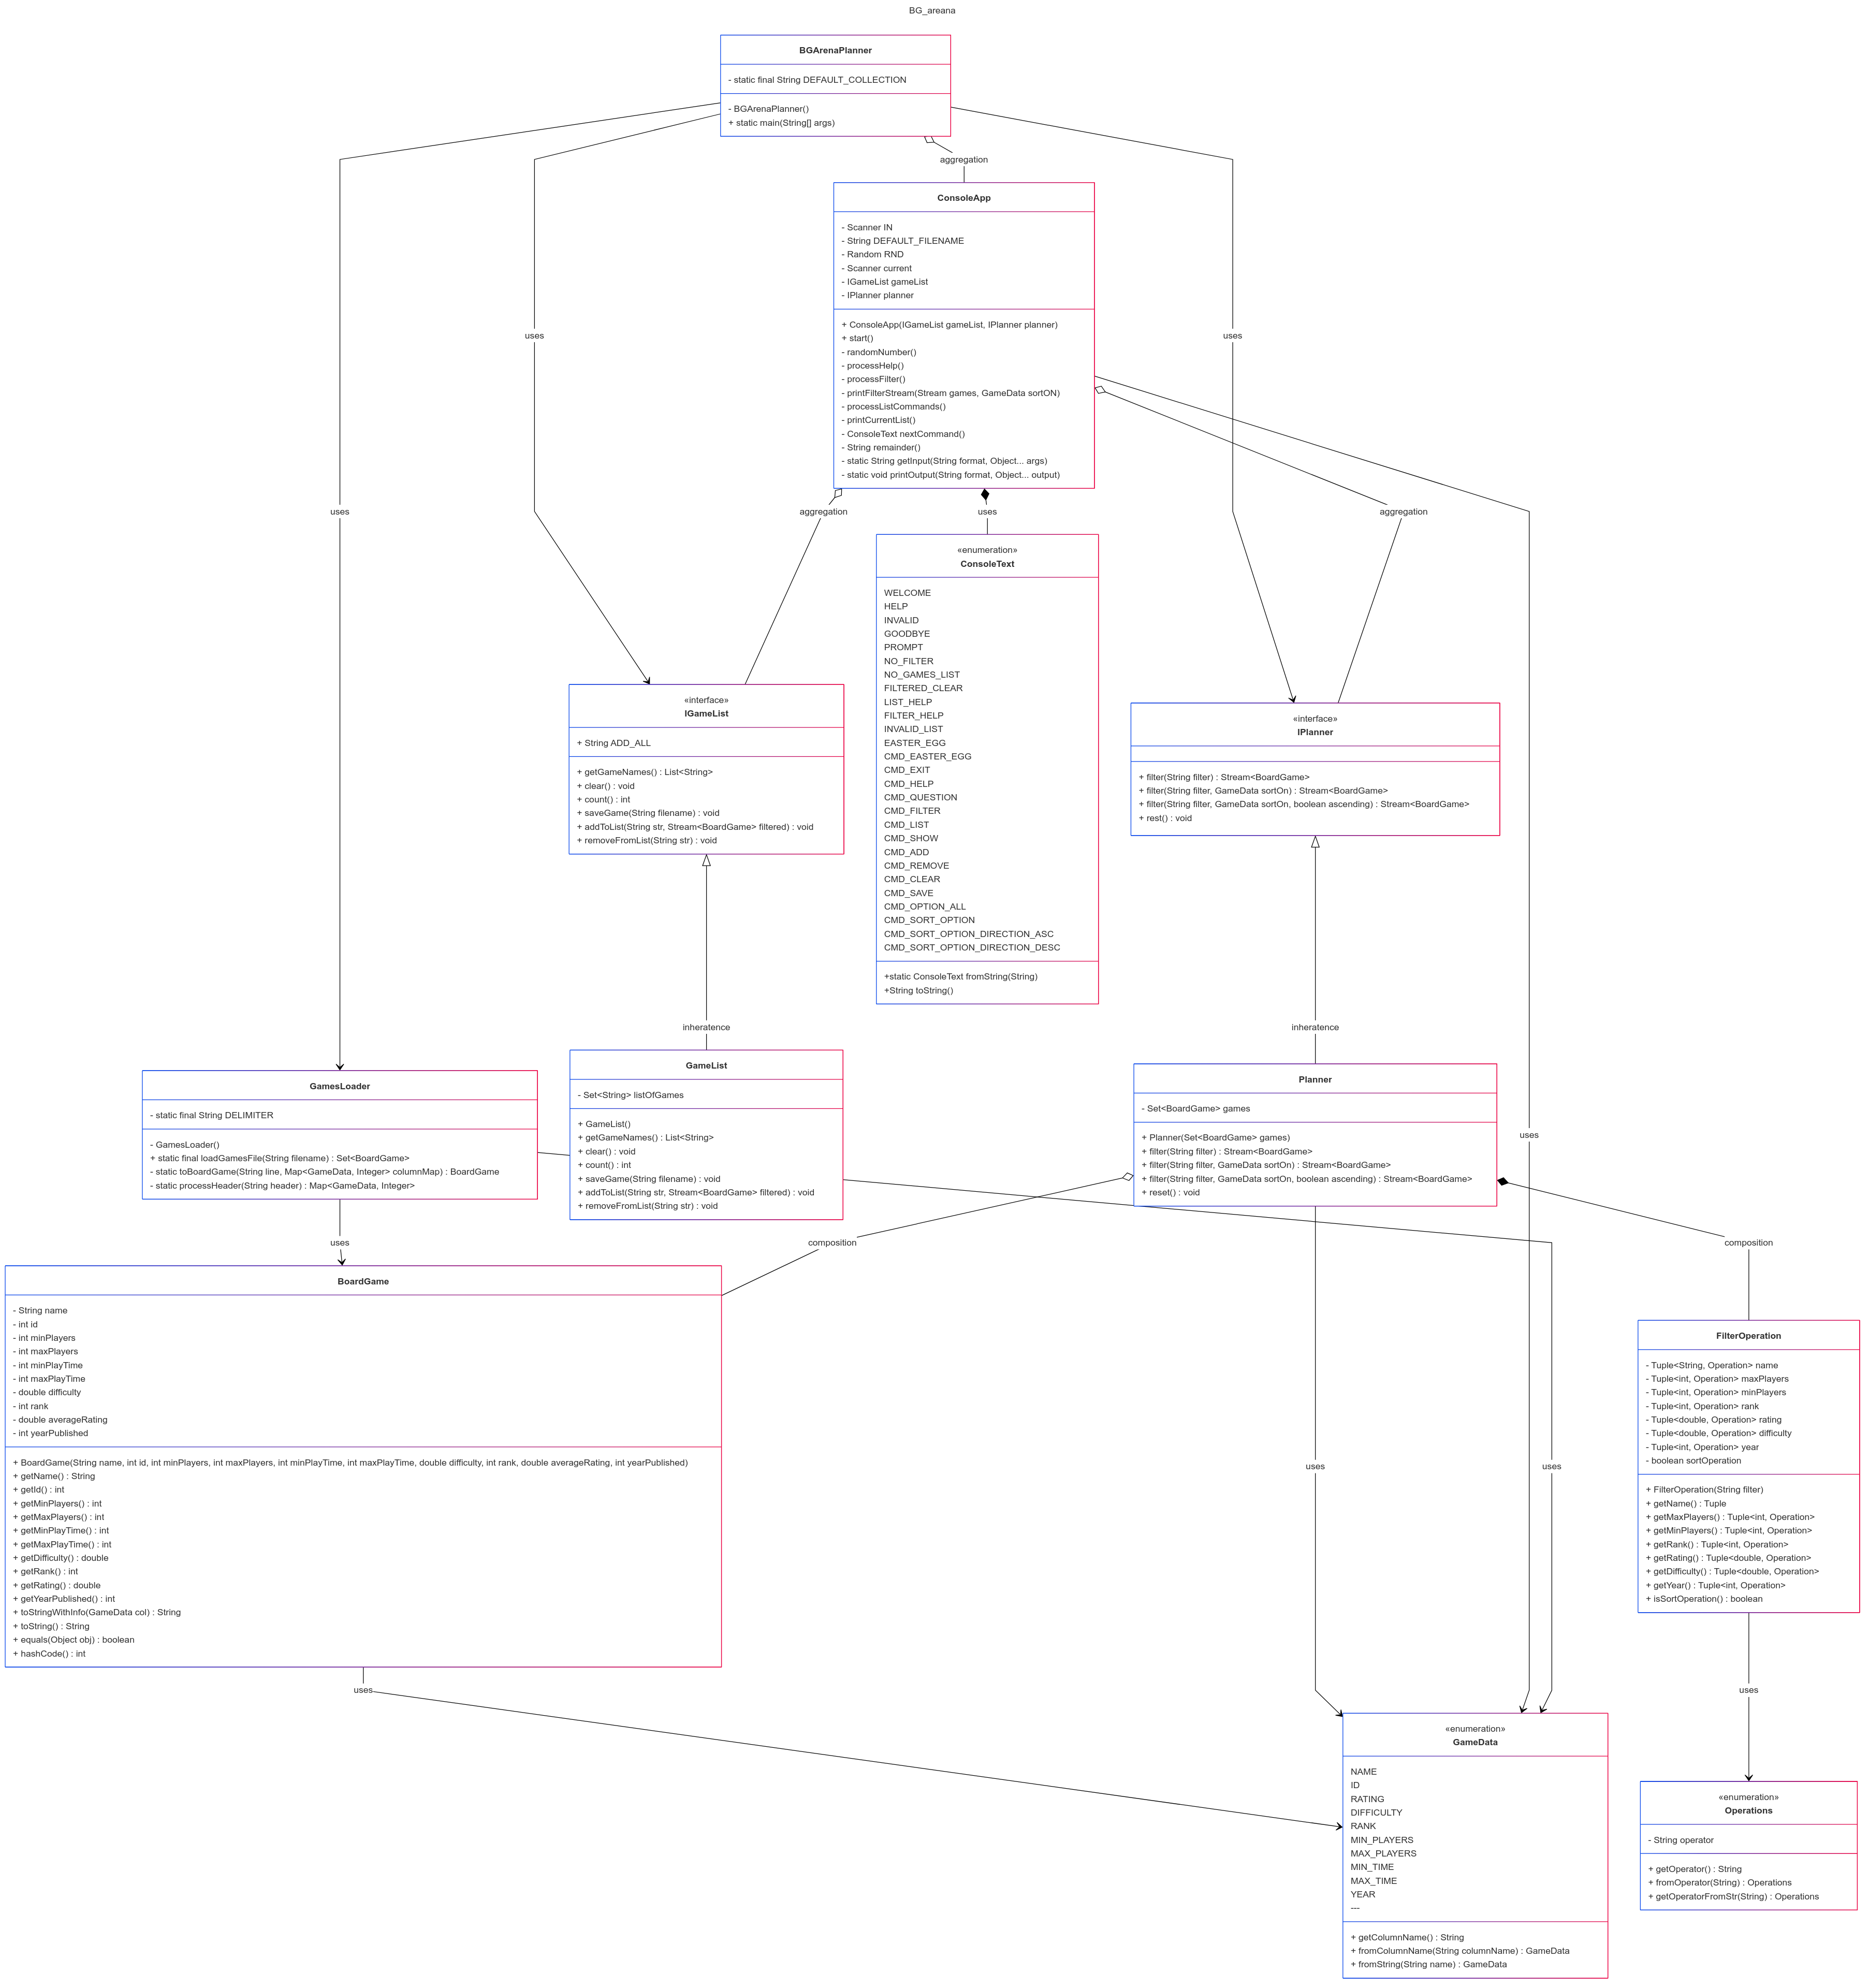 BG_areana
BGArenaPlanner
- static final String DEFAULT_COLLECTION
- BGArenaPlanner()
+ static main(String[] args)
aggregation
ConsoleApp
- Scanner IN
- String DEFAULT_FILENAME
- Random RND
- Scanner current
- IGameList gameList
- IPlanner planner
+ ConsoleApp(IGameList gameList, IPlanner planner)
+ start()
- randomNumber()
- processHelp()
- processFilter()
- printFilterStream(Stream games, GameData sortON)
- processListCommands()
- printCurrentList()
- ConsoleText nextCommand()
- String remainder()
- static String getInput(String format, Object... args)
- static void printOutput(String format, Object... output)
uses
uses
uses
aggregation
uses
aggregation
«enumeration»
ConsoleText
WELCOME
HELP
INVALID
GOODBYE
PROMPT
NO_FILTER
NO_GAMES_LIST
FILTERED_CLEAR
LIST_HELP
FILTER_HELP
INVALID_LIST
EASTER_EGG
CMD_EASTER_EGG
CMD_EXIT
CMD_HELP
CMD_QUESTION
CMD_FILTER
CMD_LIST
CMD_SHOW
CMD_ADD
CMD_REMOVE
CMD_CLEAR
CMD_SAVE
CMD_OPTION_ALL
CMD_SORT_OPTION
CMD_SORT_OPTION_DIRECTION_ASC
CMD_SORT_OPTION_DIRECTION_DESC
+static ConsoleText fromString(String)
+String toString()
«interface»
IGameList
+ String ADD_ALL
+ getGameNames() : List<String>
+ clear() : void
+ count() : int
+ saveGame(String filename) : void
+ addToList(String str, Stream<BoardGame> filtered) : void
+ removeFromList(String str) : void
«interface»
IPlanner
+ filter(String filter) : Stream<BoardGame>
+ filter(String filter, GameData sortOn) : Stream<BoardGame>
+ filter(String filter, GameData sortOn, boolean ascending) : Stream<BoardGame>
+ rest() : void
inheratence
inheratence
GamesLoader
- static final String DELIMITER
- GamesLoader()
+ static final loadGamesFile(String filename) : Set<BoardGame>
- static toBoardGame(String line, Map<GameData, Integer> columnMap) : BoardGame
- static processHeader(String header) : Map<GameData, Integer>
GameList
- Set<String> listOfGames
+ GameList()
+ getGameNames() : List<String>
+ clear() : void
+ count() : int
+ saveGame(String filename) : void
+ addToList(String str, Stream<BoardGame> filtered) : void
+ removeFromList(String str) : void
Planner
- Set<BoardGame> games
+ Planner(Set<BoardGame> games)
+ filter(String filter) : Stream<BoardGame>
+ filter(String filter, GameData sortOn) : Stream<BoardGame>
+ filter(String filter, GameData sortOn, boolean ascending) : Stream<BoardGame>
+ reset() : void
uses
uses
composition
composition
BoardGame
- String name
- int id
- int minPlayers
- int maxPlayers
- int minPlayTime
- int maxPlayTime
- double difficulty
- int rank
- double averageRating
- int yearPublished
+ BoardGame(String name, int id, int minPlayers, int maxPlayers, int minPlayTime, int maxPlayTime, double difficulty, int rank, double averageRating, int yearPublished)
+ getName() : String
+ getId() : int
+ getMinPlayers() : int
+ getMaxPlayers() : int
+ getMinPlayTime() : int
+ getMaxPlayTime() : int
+ getDifficulty() : double
+ getRank() : int
+ getRating() : double
+ getYearPublished() : int
+ toStringWithInfo(GameData col) : String
+ toString() : String
+ equals(Object obj) : boolean
+ hashCode() : int
uses
uses
FilterOperation
- Tuple<String, Operation> name
- Tuple<int, Operation> maxPlayers
- Tuple<int, Operation> minPlayers
- Tuple<int, Operation> rank
- Tuple<double, Operation> rating
- Tuple<double, Operation> difficulty
- Tuple<int, Operation> year
- boolean sortOperation
+ FilterOperation(String filter)
+ getName() : Tuple
+ getMaxPlayers() : Tuple<int, Operation>
+ getMinPlayers() : Tuple<int, Operation>
+ getRank() : Tuple<int, Operation>
+ getRating() : Tuple<double, Operation>
+ getDifficulty() : Tuple<double, Operation>
+ getYear() : Tuple<int, Operation>
+ isSortOperation() : boolean
uses
uses
«enumeration»
GameData
NAME
ID
RATING
DIFFICULTY
RANK
MIN_PLAYERS
MAX_PLAYERS
MIN_TIME
MAX_TIME
YEAR
---
+ getColumnName() : String
+ fromColumnName(String columnName) : GameData
+ fromString(String name) : GameData
«enumeration»
Operations
- String operator
+ getOperator() : String
+ fromOperator(String) : Operations
+ getOperatorFromStr(String) : Operations